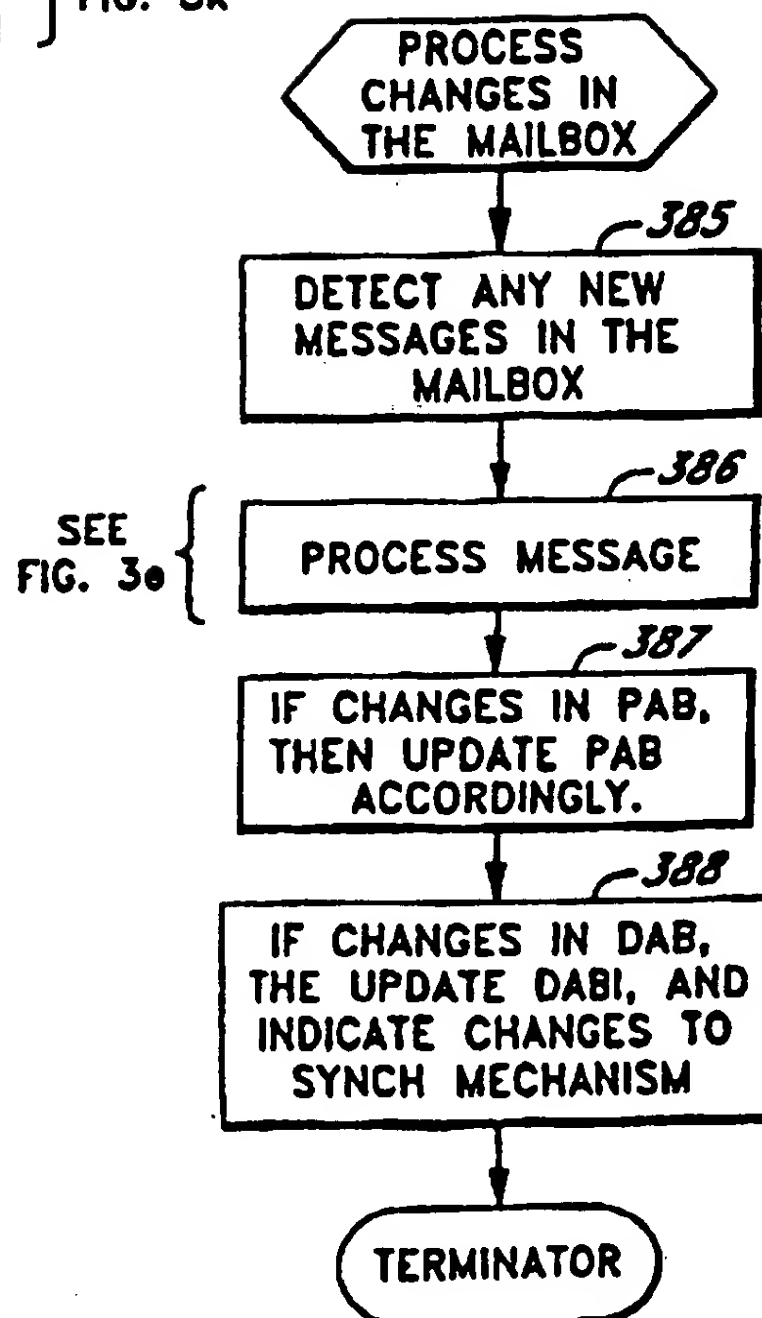 FIG. 3k
PROCESS
CHANGES IN
THE MAILBOX
385
DETECT ANY NEW
MESSAGES IN THE
MAILBOX
386
SEE
FIG. 3e
PROCESS MESSAGE
387
IF CHANGES IN PAB,
THEN UPDATE PAB
ACCORDINGLY.
388
IF CHANGES IN DAB,
THE UPDATE DABI, AND
INDICATE CHANGES TO
SYNCH MECHANISM
TERMINATOR